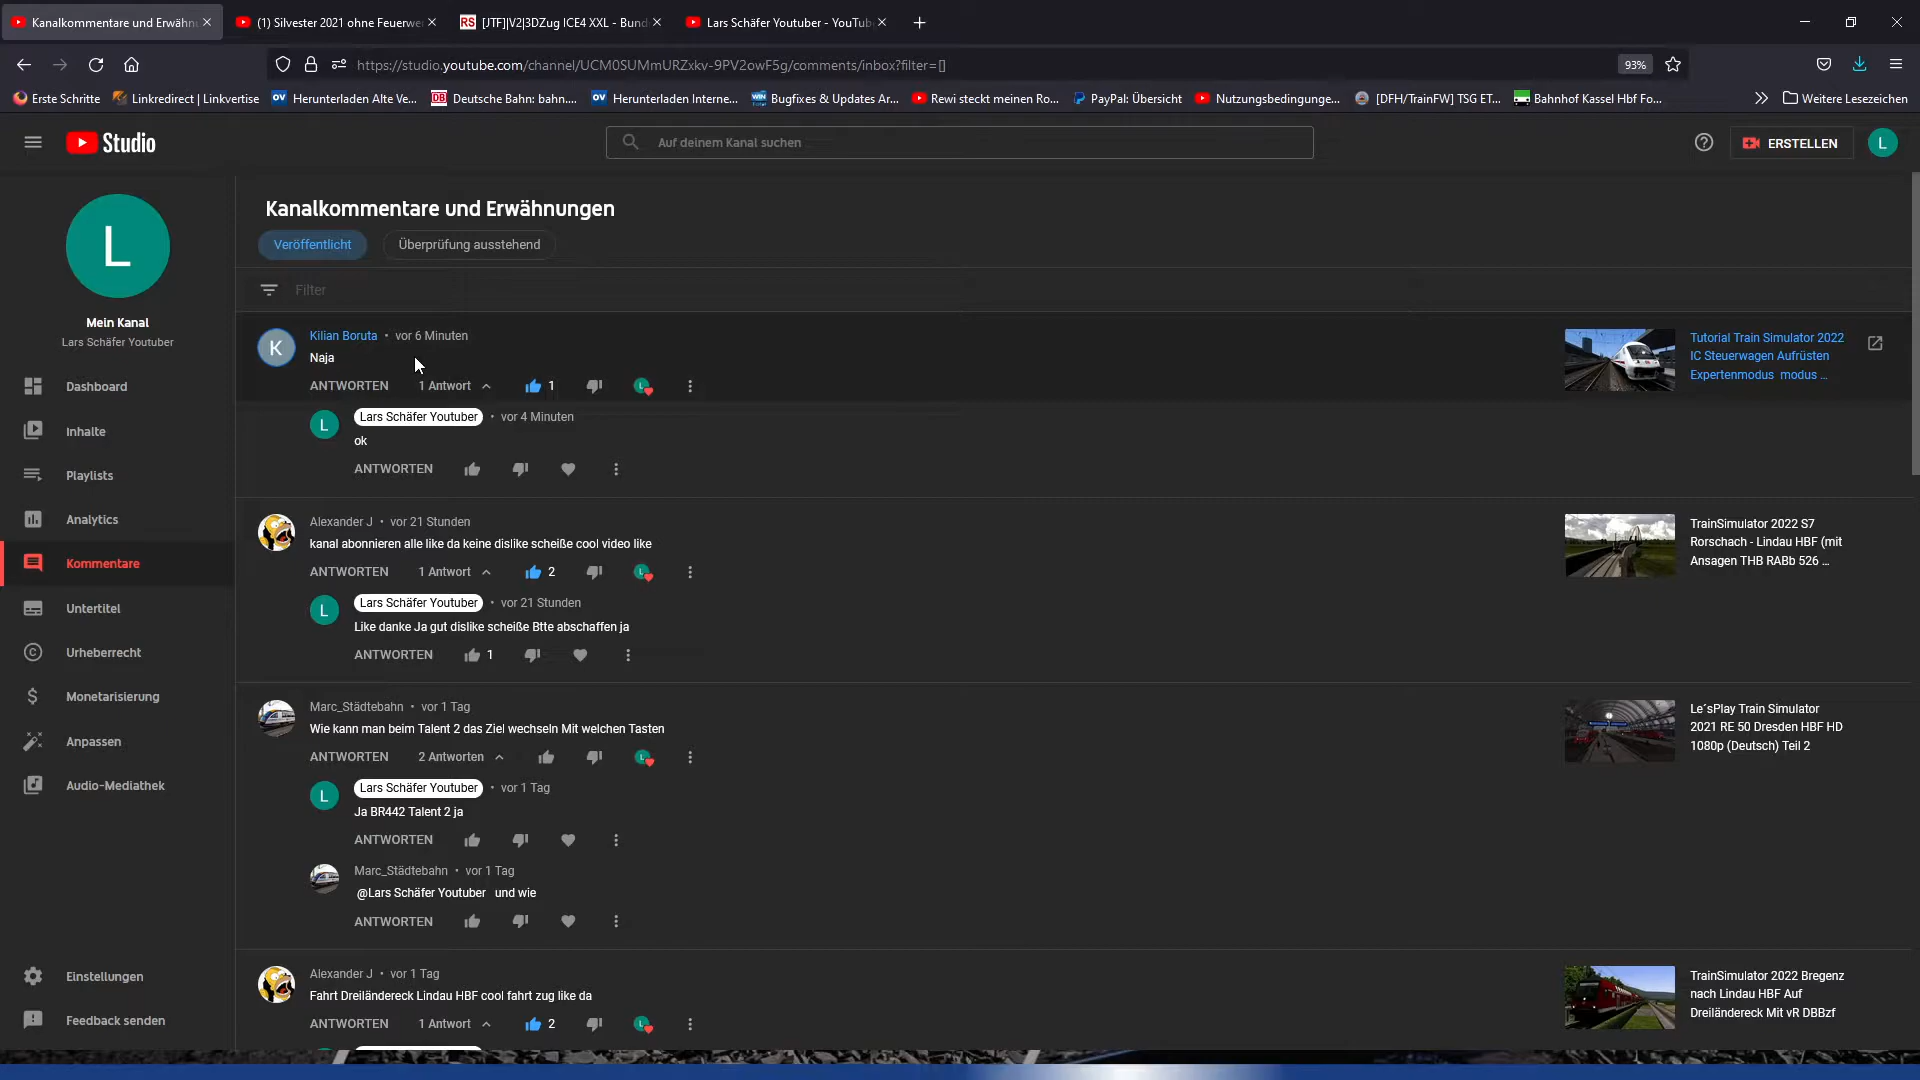 Kanalkommentare und Erwähnun
(1) Silvester 2021 ohne Feuerwe
RS [JTF]|V2|3DZug ICE4 XXL - Bund
Lars Schäfer Youtuber - YouTub
https://studio.youtube.com/channel/UCM0SUMmURZxkv-9PV2owF5g/comments/inbox?filter=[]
93%
Erste Schritte
Linkredirect | Linkvertise
OV Herunterladen Alte Ve...
DB Deutsche Bahn: bahn....
OV Herunterladen Interne...
WIN Bugfixes & Updates Ar...
Rewi steckt meinen Ro...
PayPal: Übersicht
Nutzungsbedingunge...
[DFH/TrainFW] TSG ET...
Bahnhof Kassel Hbf Fo...
Weitere Lesezeichen
Studio
Auf deinem Kanal suchen
ERSTELLEN
L
L
Mein Kanal
Lars Schäfer Youtuber
Dashboard
Inhalte
Playlists
Analytics
Kommentare
Untertitel
Urheberrecht
Monetarisierung
Anpassen
Audio-Mediathek
Einstellungen
Feedback senden
Kanalkommentare und Erwähnungen
Veröffentlicht
Überprüfung ausstehend
Filter
K
Kilian Boruta • vor 6 Minuten
Naja
ANTWORTEN 1 Antwort 1 L
Tutorial Train Simulator 2022
IC Steuerwagen Aufrüsten
Expertenmodus modus ...
L
Lars Schäfer Youtuber • vor 4 Minuten
ok
ANTWORTEN
Alexander J • vor 21 Stunden
kanal abonnieren alle like da keine dislike scheiße cool video like
ANTWORTEN 1 Antwort 2 L
TrainSimulator 2022 S7
Rorschach - Lindau HBF (mit
Ansagen THB RABb 526 ...
L
Lars Schäfer Youtuber • vor 21 Stunden
Like danke Ja gut dislike scheiße Btte abschaffen ja
ANTWORTEN 1
Marc_Städtebahn • vor 1 Tag
Wie kann man beim Talent 2 das Ziel wechseln Mit welchen Tasten
ANTWORTEN 2 Antworten L
Le´sPlay Train Simulator
2021 RE 50 Dresden HBF HD
1080p (Deutsch) Teil 2
L
Lars Schäfer Youtuber • vor 1 Tag
Ja BR442 Talent 2 ja
ANTWORTEN
Marc_Städtebahn • vor 1 Tag
@Lars Schäfer Youtuber und wie
ANTWORTEN
Alexander J • vor 1 Tag
Fahrt Dreiländereck Lindau HBF cool fahrt zug like da
ANTWORTEN 1 Antwort 2 L
TrainSimulator 2022 Bregenz
nach Lindau HBF Auf
Dreiländereck Mit vR DBBzf